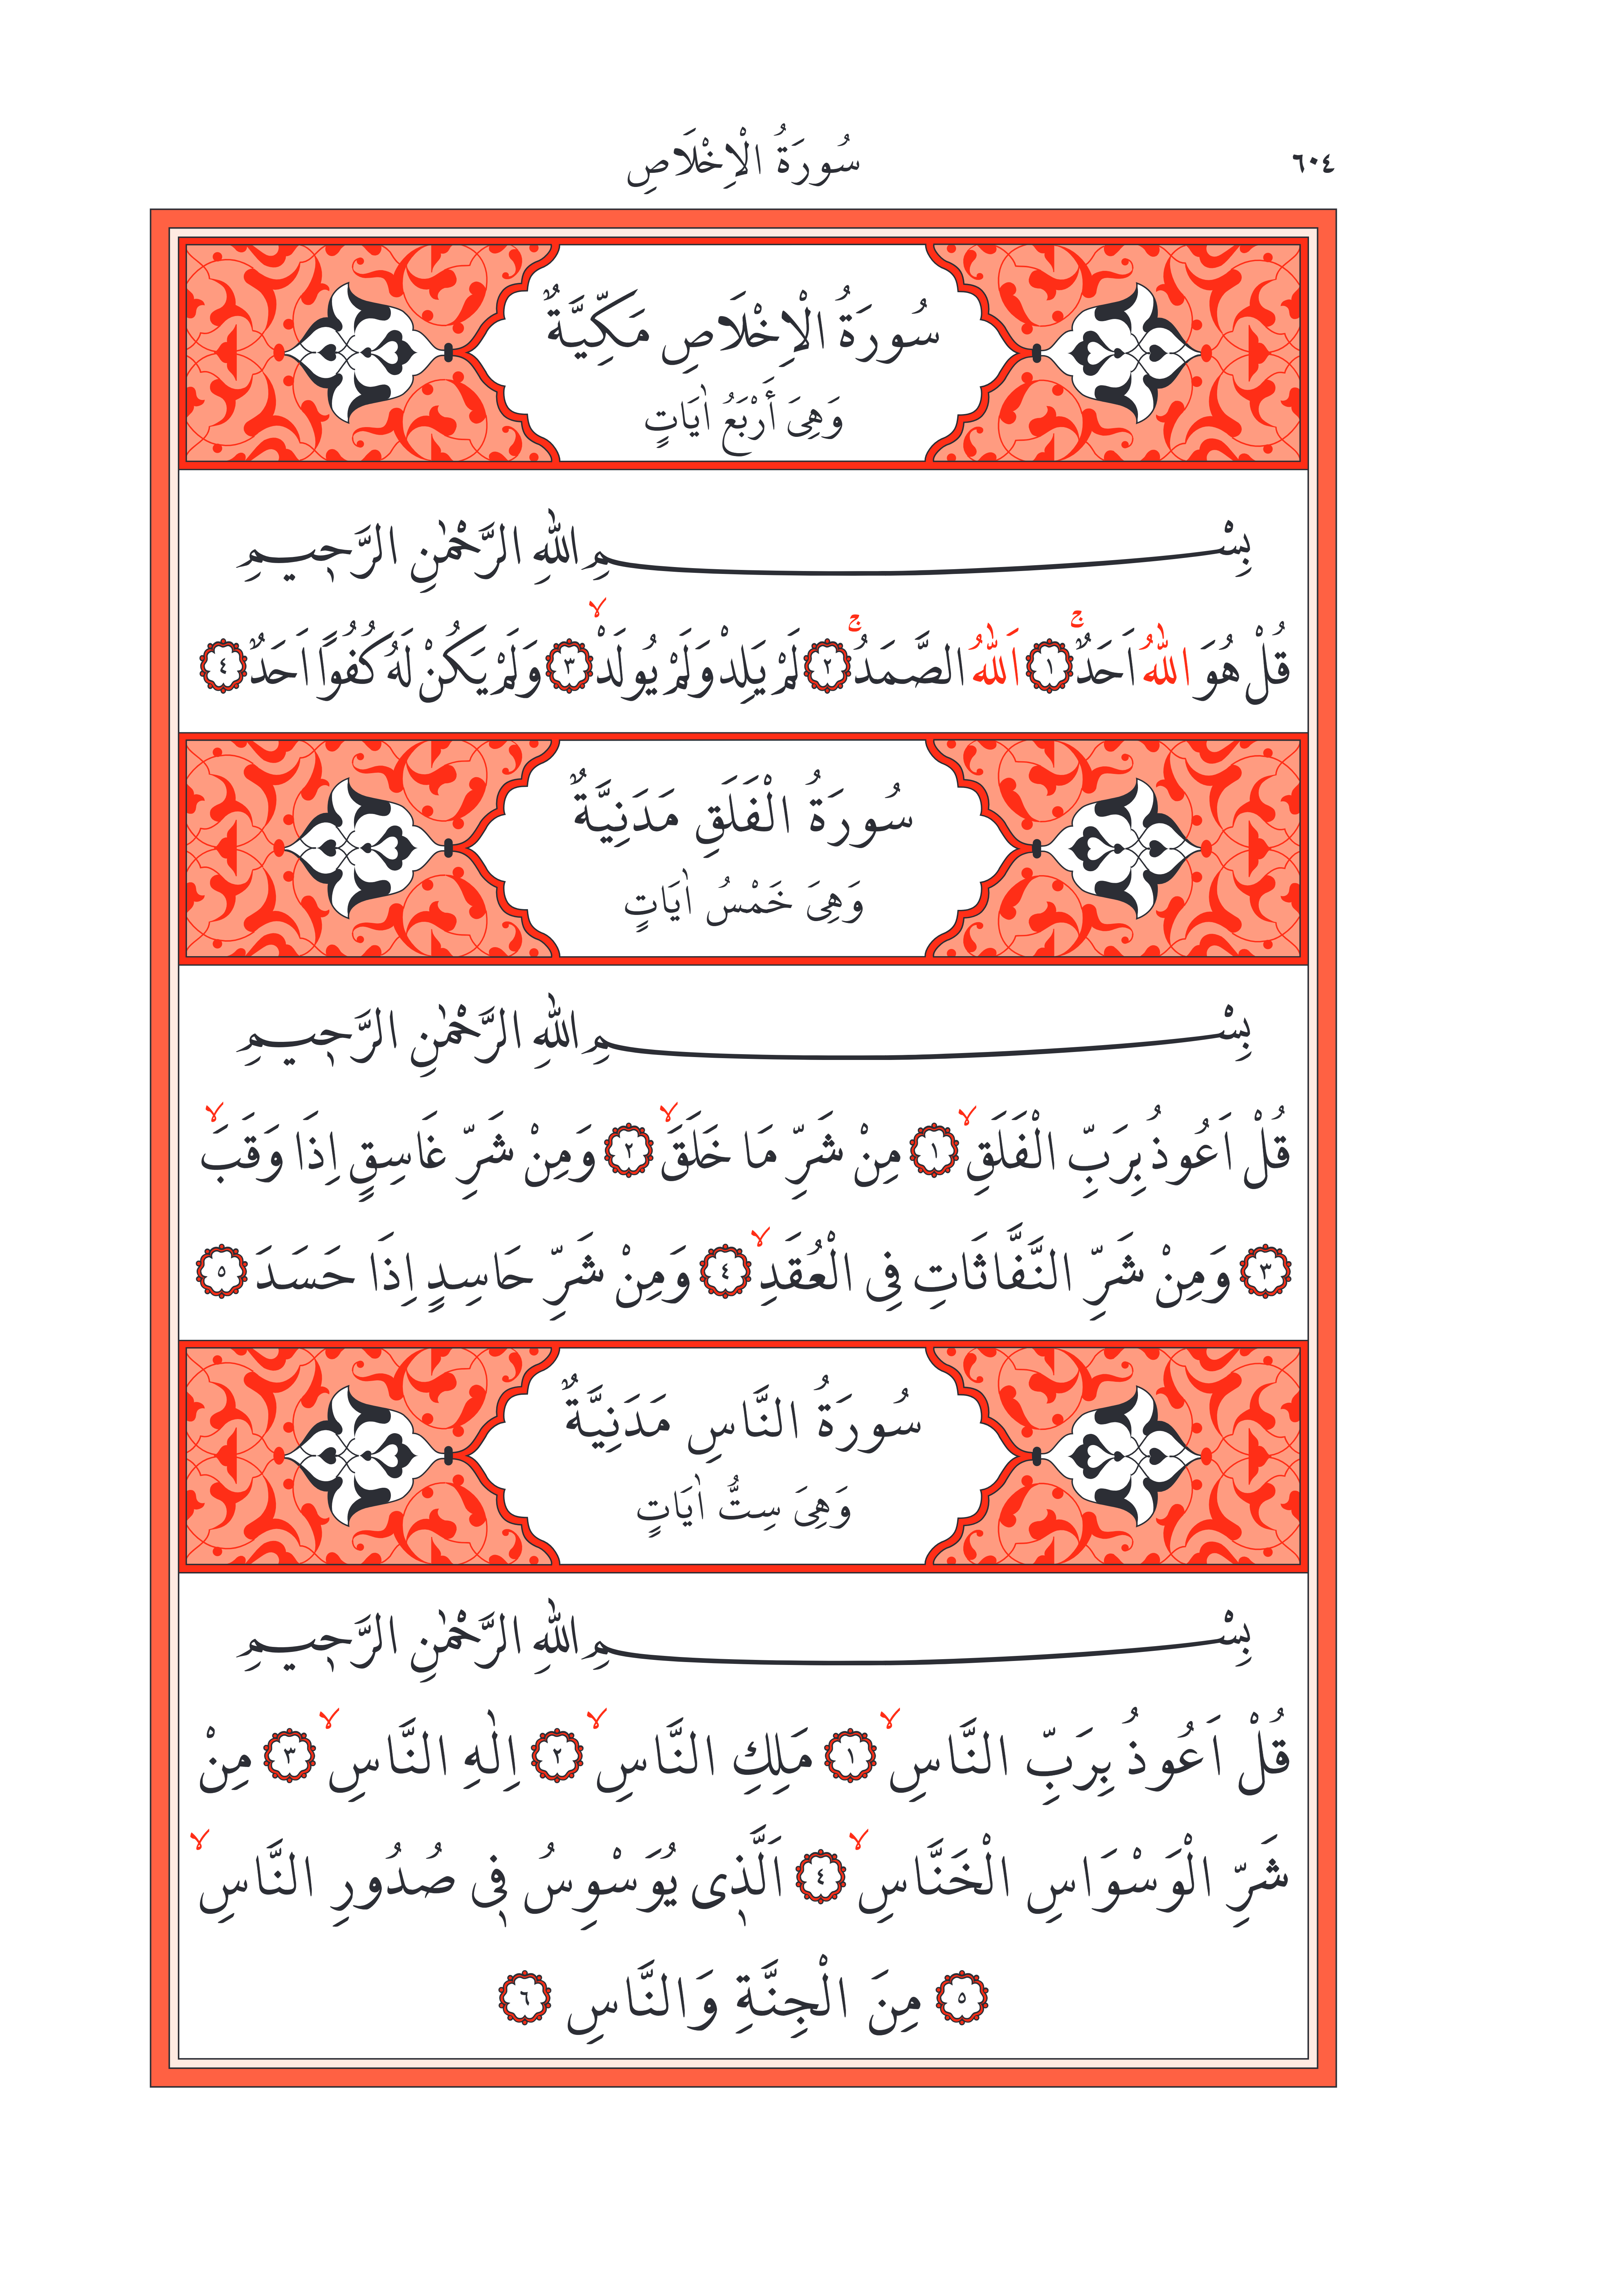 ٦٠٤
سُورَةُ الْاِخْلَاصِ
سُورَةُ الْاِخْلَاصِ مَكِّيَّةٌ
وَهِىَ أَرْبَعُ اٰيَاتٍ
بِسْمِ اللّٰهِ الرَّحْمٰنِ الرَّحٖيمِ
قُلْ هُوَ اللّٰهُ اَحَدٌۚ ﴿١﴾ اَللّٰهُ الصَّمَدُۚ ﴿٢﴾ لَمْ يَلِدْ وَلَمْ يُولَدْۙ ﴿٣﴾ وَلَمْ يَكُنْ لَهُ كُفُوًا اَحَدٌ ﴿٤﴾
سُورَةُ الْفَلَقِ مَدَنِيَّةٌ
وَهِىَ خَمْسُ اٰيَاتٍ
بِسْمِ اللّٰهِ الرَّحْمٰنِ الرَّحٖيمِ
قُلْ اَعُوذُ بِرَبِّ الْفَلَقِۙ ﴿١﴾ مِنْ شَرِّ مَا خَلَقَۙ ﴿٢﴾ وَمِنْ شَرِّ غَاسِقٍ اِذَا وَقَبَۙ
﴿٣﴾ وَمِنْ شَرِّ النَّفَّاثَاتِ فِى الْعُقَدِۙ ﴿٤﴾ وَمِنْ شَرِّ حَاسِدٍ اِذَا حَسَدَ ﴿٥﴾
سُورَةُ النَّاسِ مَدَنِيَّةٌ
وَهِىَ سِتُّ اٰيَاتٍ
بِسْمِ اللّٰهِ الرَّحْمٰنِ الرَّحٖيمِ
قُلْ اَعُوذُ بِرَبِّ النَّاسِۙ ﴿١﴾ مَلِكِ النَّاسِۙ ﴿٢﴾ اِلٰهِ النَّاسِۙ ﴿٣﴾ مِنْ
شَرِّ الْوَسْوَاسِ الْخَنَّاسِۙ ﴿٤﴾ اَلَّذٖى يُوَسْوِسُ فٖى صُدُورِ النَّاسِۙ
﴿٥﴾ مِنَ الْجِنَّةِ وَالنَّاسِ ﴿٦﴾